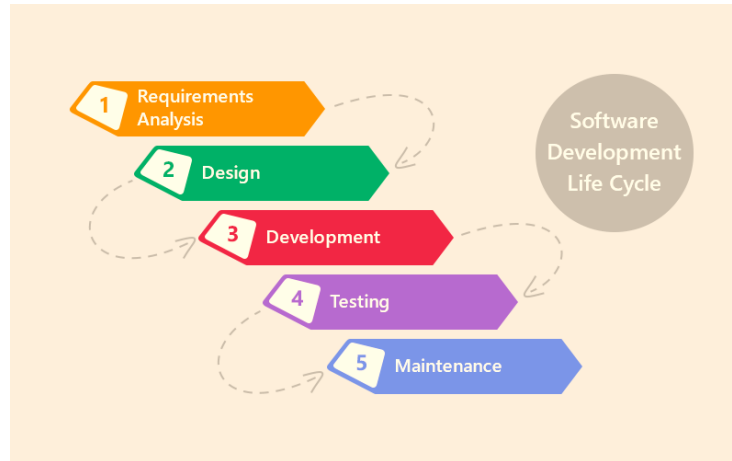 1
Requirements
Analysis
2
Design
3
Development
4
Testing
5
Maintenance
Software
Development
Life Cycle